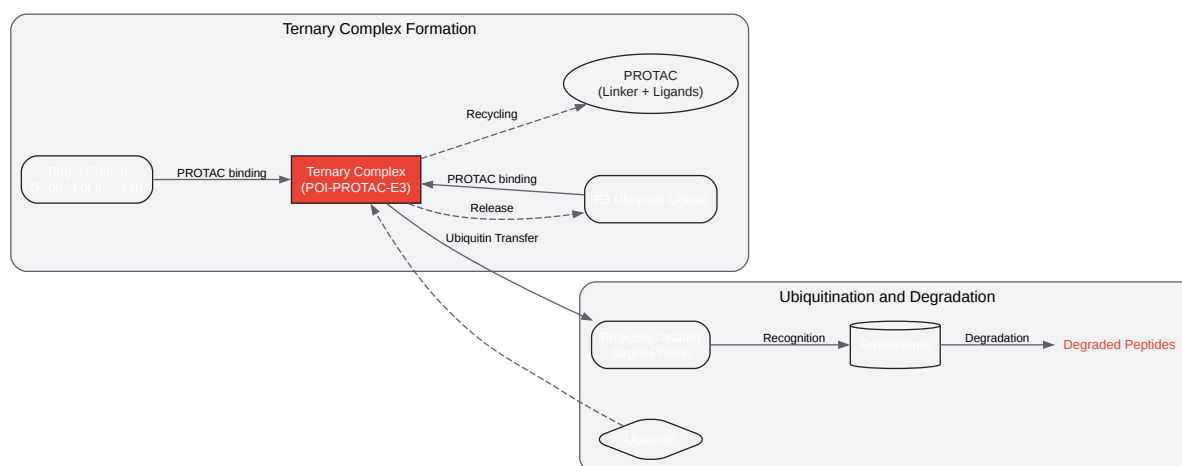 Ternary Complex Formation
PROTAC
(Linker + Ligands)
Recycling
Target Protein
(Protein of Interest)
PROTAC binding
Ternary Complex
(POI-PROTAC-E3)
PROTAC binding
E3 Ubiquitin Ligase
Release
Ubiquitin Transfer
Ubiquitination and Degradation
Polyubiquitinated
Target Protein
Recognition
Proteasome
Degradation
Degraded Peptides
Ubiquitin